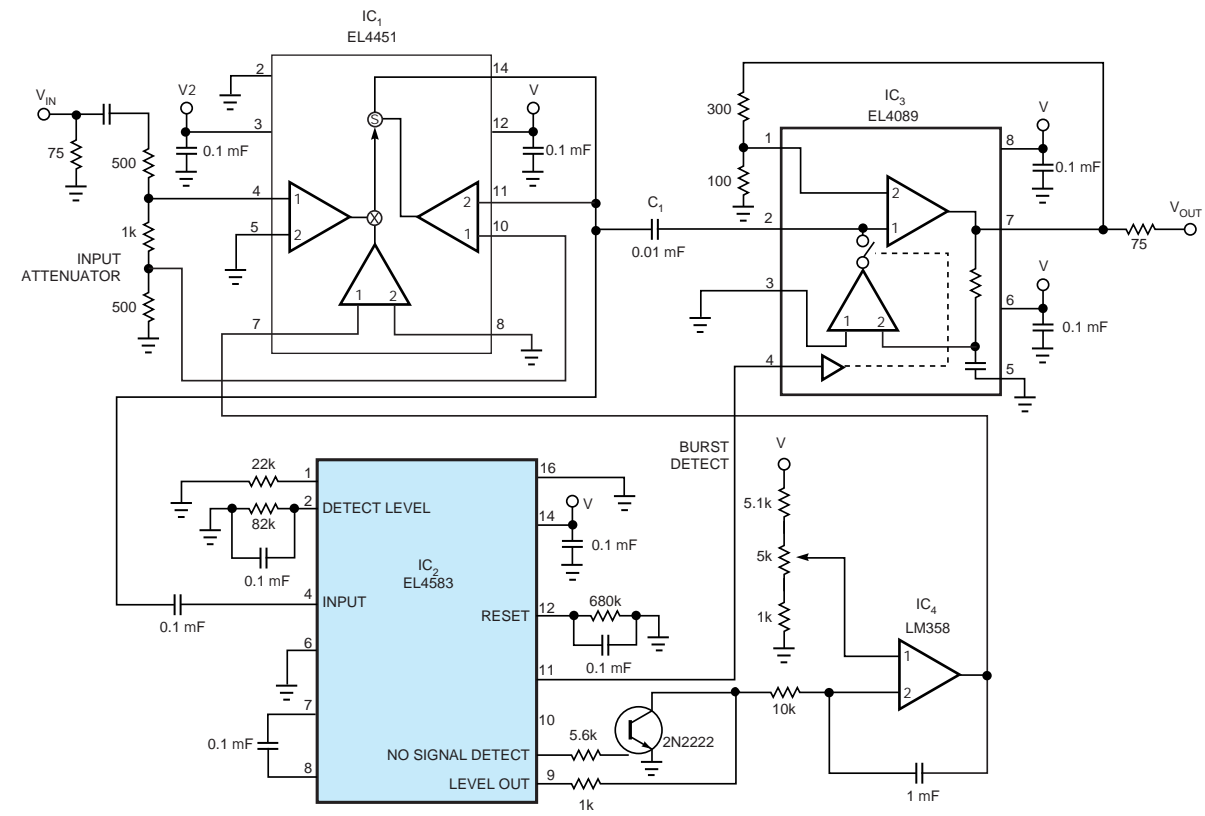 IC1
EL4451
VIN
75
500
1k
INPUT
ATTENUATOR
500
V2
0.1 mF
2
3
4
5
7
1
2
S
X
1 2
2
1
14
12
11
10
8
V
0.1 mF
C1
0.01 mF
300
100
IC3
EL4089
1
2
3
4
2
1
1 2
8
7
6
5
V
0.1 mF
V
0.1 mF
75
VOUT
BURST
DETECT
22k
82k
0.1 mF
0.1 mF
0.1 mF
1
2
4
6
7
8
DETECT LEVEL
INPUT
IC2
EL4583
RESET
NO SIGNAL DETECT
LEVEL OUT
16
14
12
11
10
9
V
0.1 mF
680k
0.1 mF
5.6k
1k
2N2222
10k
V
5.1k
5k
1k
IC4
LM358
1
2
1 mF